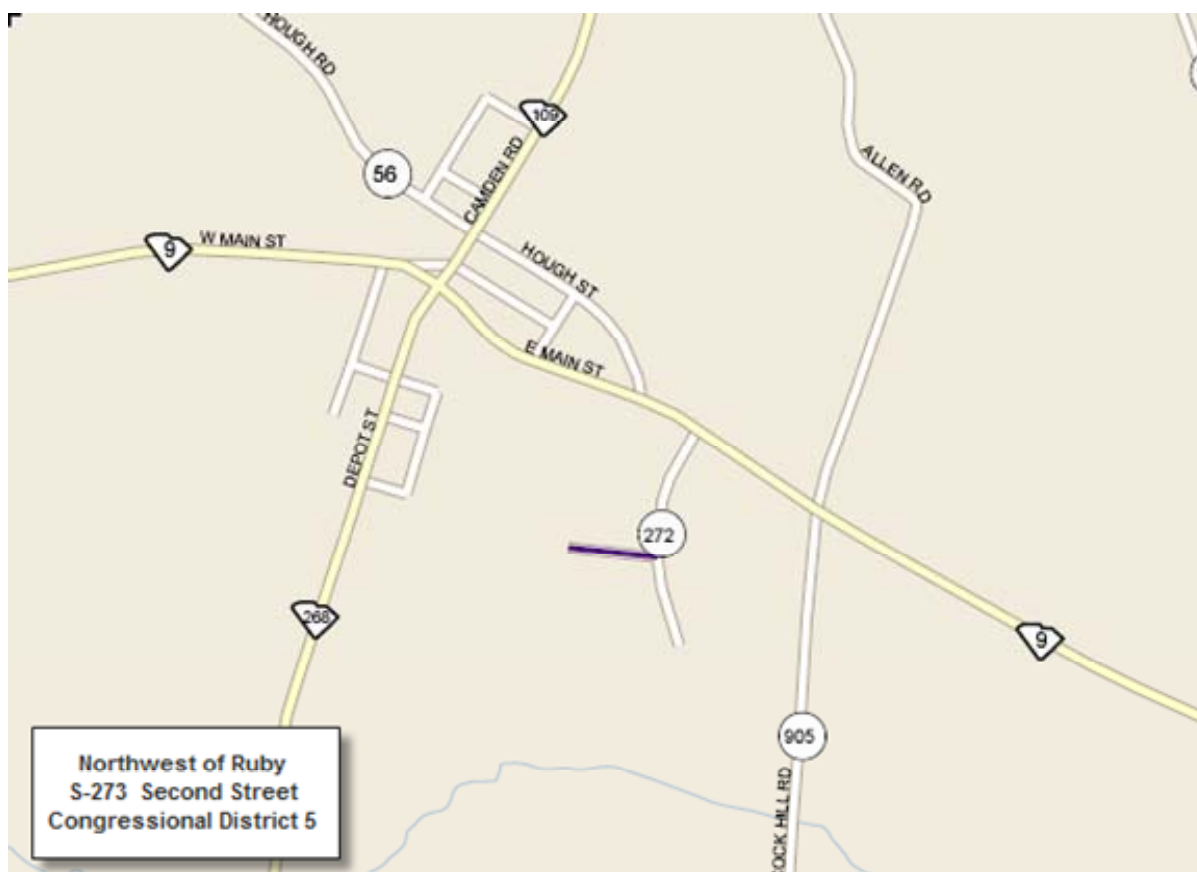 HOUGH RD
109
CAMDEN RD
56
ALLEN RD
W MAIN ST
9
HOUGH ST
E MAIN ST
DEPOT ST
272
268
9
905
OCK HILL RD
Northwest of Ruby
S-273 Second Street
Congressional District 5